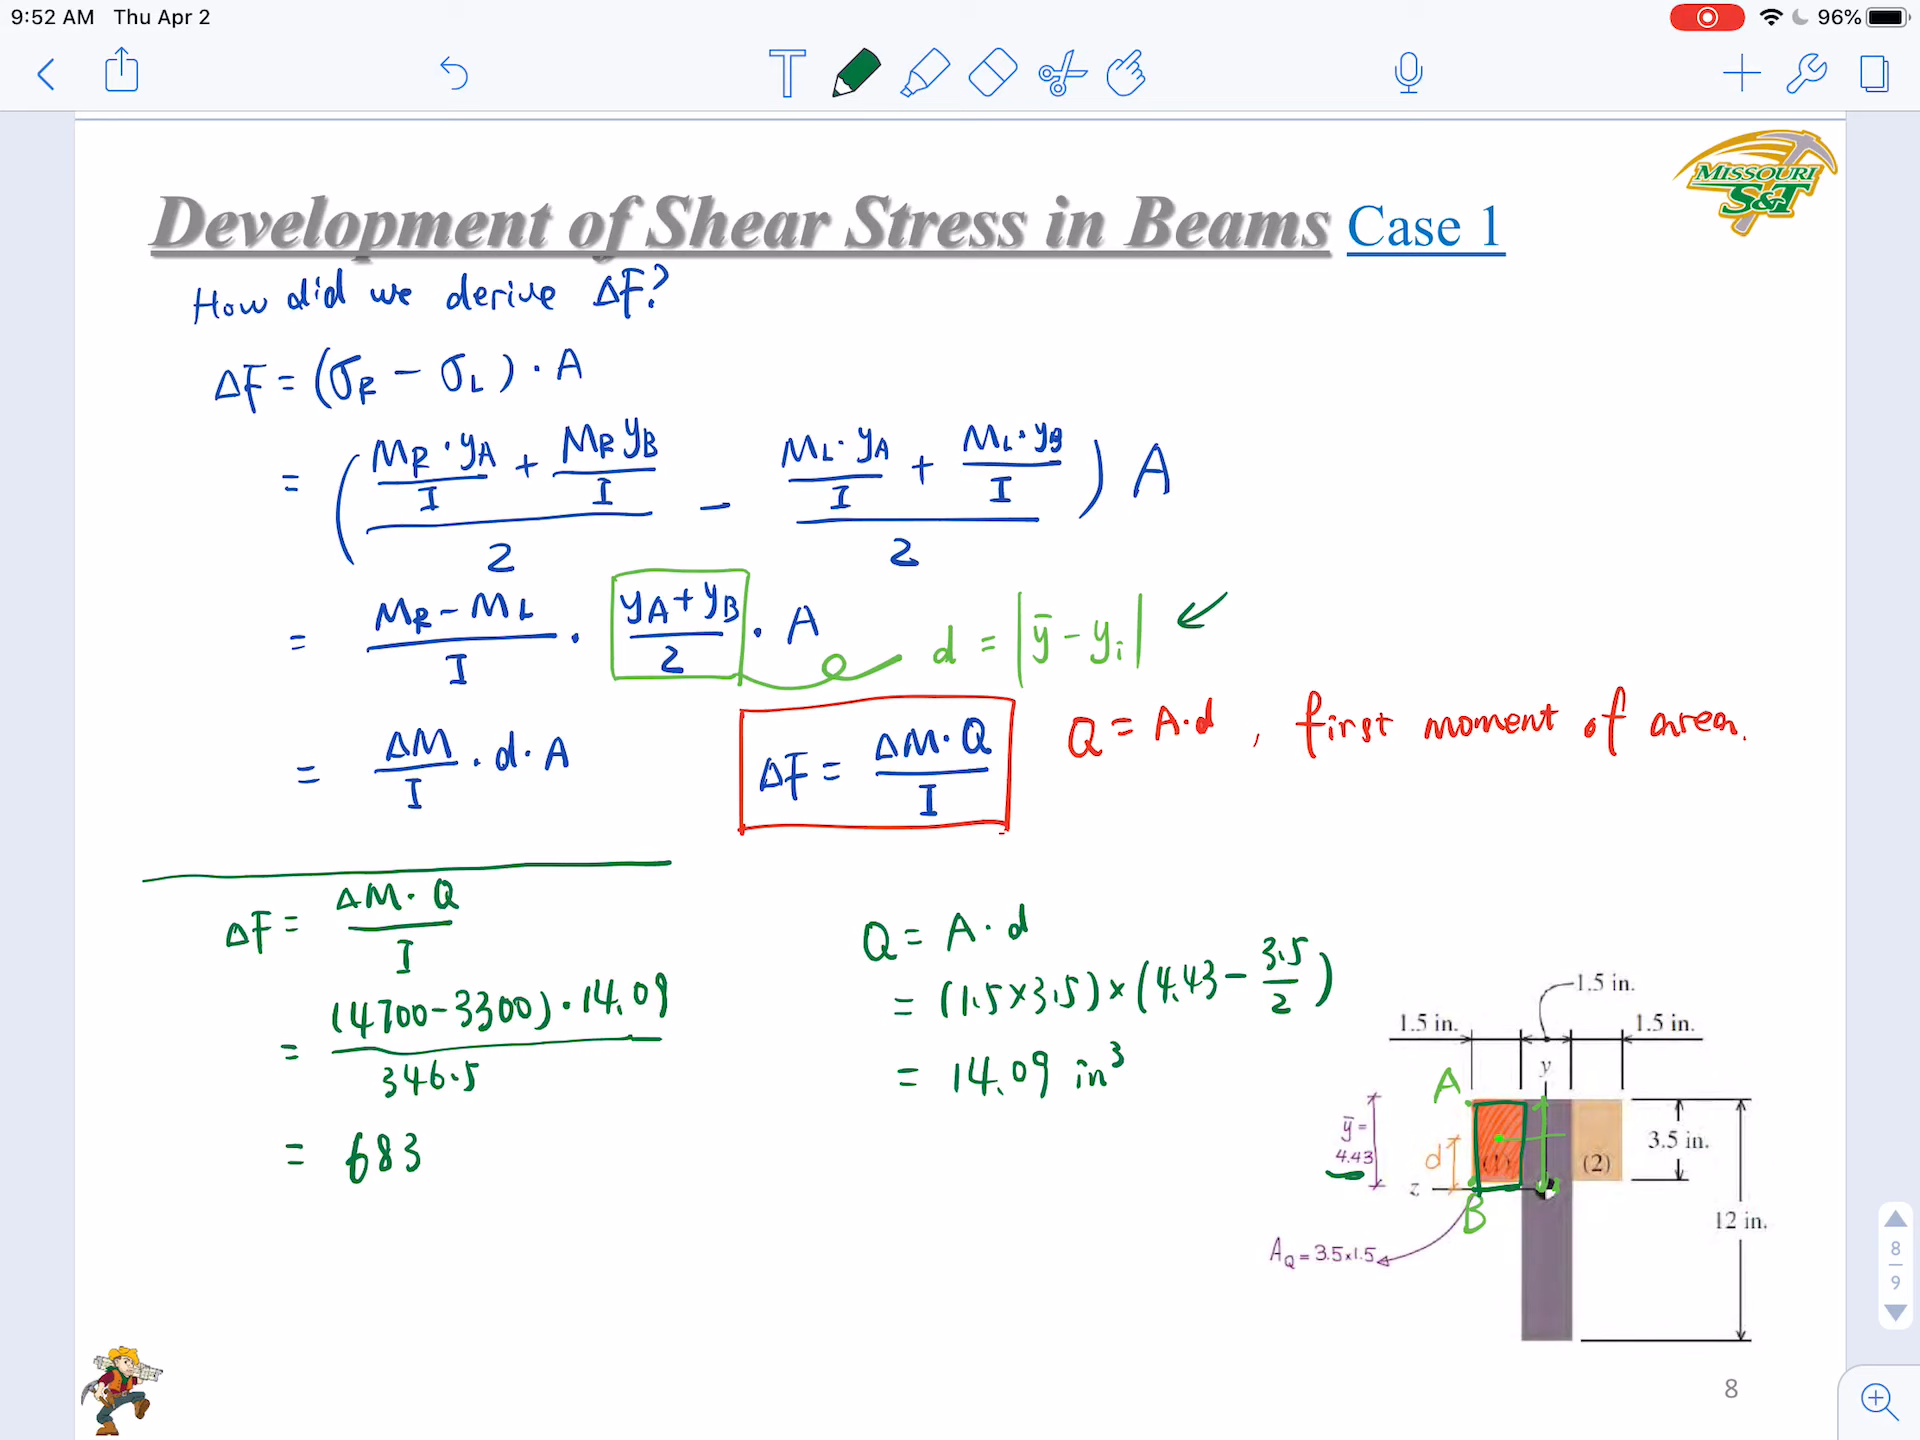 9:52 AM Thu Apr 2
96%
T
MISSOURI
S&T
Development of Shear Stress in Beams Case 1
How did we derive ΔF?
ΔF = (σR − σL) · A
= ( (MR · yA / I + MR yB / I) / 2 − (ML · yA / I + ML · yB / I) / 2 ) A
= (MR − ML) / I · (yA + yB) / 2 · A
d = | ȳ − yi |
= ΔM / I · d · A
ΔF = ΔM · Q / I
Q = A·d , first moment of area.
ΔF = ΔM · Q / I
= (4700 − 3300) · 14.09 / 346.5
= 683
Q = A · d
= (1.5 × 3.5) × (4.43 − 3.5 / 2)
= 14.09 in³
1.5 in.
1.5 in.
1.5 in.
y
A
ȳ =
4.43
d
(1)
(2)
3.5 in.
z
B
12 in.
AQ = 3.5×1.5
8
9
8